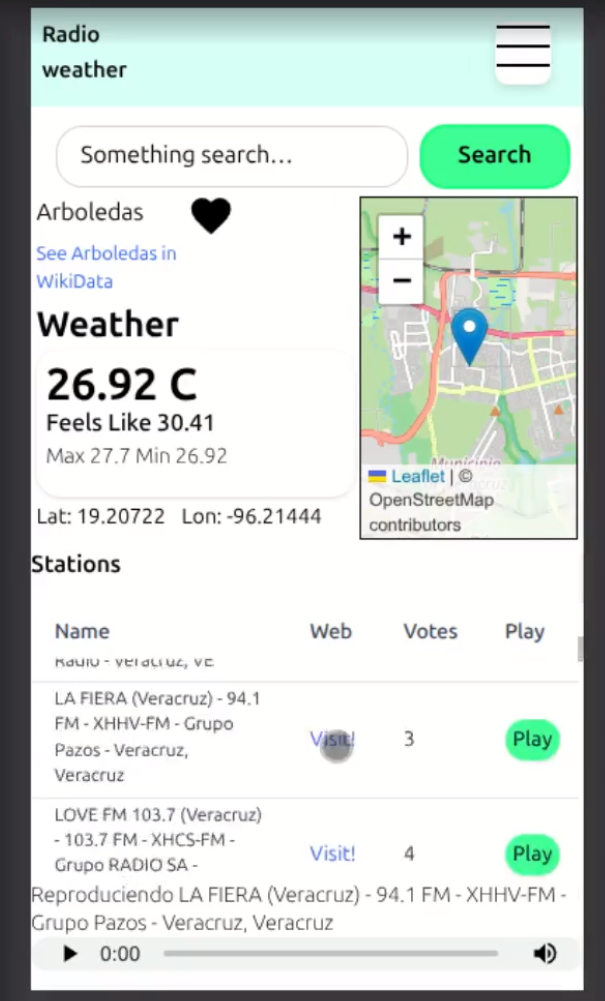 Radio
weather
Something search...
Search
Arboledas
See Arboledas in
WikiData
Weather
26.92 C
Feels Like 30.41
Max 27.7 Min 26.92
Lat: 19.20722 Lon: -96.21444
+
−
Municipio
Leaflet | ©
OpenStreetMap
contributors
Stations
Name Web Votes Play
Radio - Veracruz, VE
LA FIERA (Veracruz) - 94.1
FM - XHHV-FM - Grupo
Pazos - Veracruz,
Veracruz
Visit!
3
Play
LOVE FM 103.7 (Veracruz)
- 103.7 FM - XHCS-FM -
Grupo RADIO SA -
Visit!
4
Play
Reproduciendo LA FIERA (Veracruz) - 94.1 FM - XHHV-FM -
Grupo Pazos - Veracruz, Veracruz
0:00